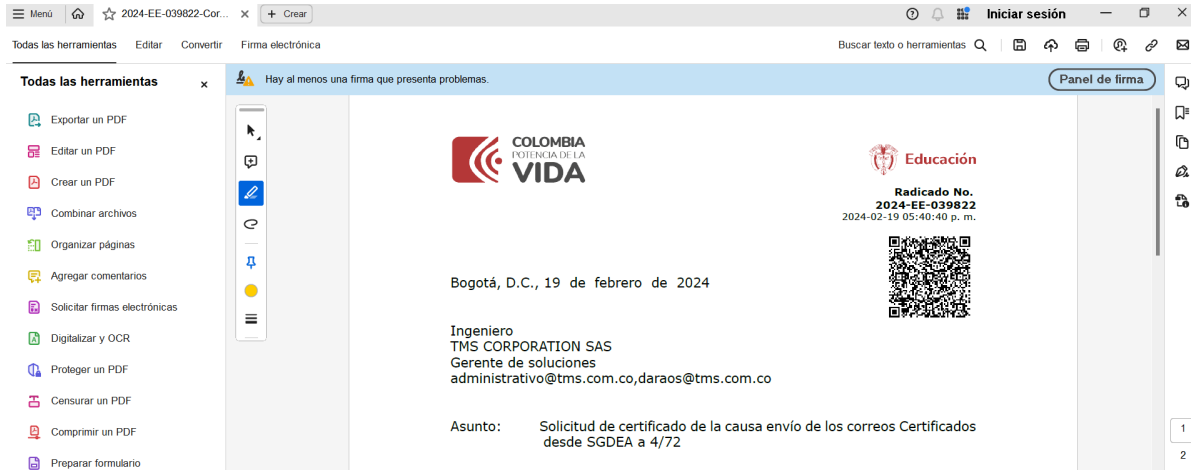 Menú
2024-EE-039822-Cor...
+ Crear
Iniciar sesión
Todas las herramientas
Editar
Convertir
Firma electrónica
Buscar texto o herramientas
Todas las herramientas
Hay al menos una firma que presenta problemas.
Panel de firma
Exportar un PDF
Editar un PDF
Crear un PDF
Combinar archivos
Organizar páginas
Agregar comentarios
Solicitar firmas electrónicas
Digitalizar y OCR
Proteger un PDF
Censurar un PDF
Comprimir un PDF
Preparar formulario
COLOMBIA
POTENCIA DE LA
VIDA
Educación
Radicado No.
2024-EE-039822
2024-02-19 05:40:40 p. m.
Bogotá, D.C., 19 de febrero de 2024
Ingeniero
TMS CORPORATION SAS
Gerente de soluciones
administrativo@tms.com.co,daraos@tms.com.co
Asunto: Solicitud de certificado de la causa envío de los correos Certificados
desde SGDEA a 4/72
1
2